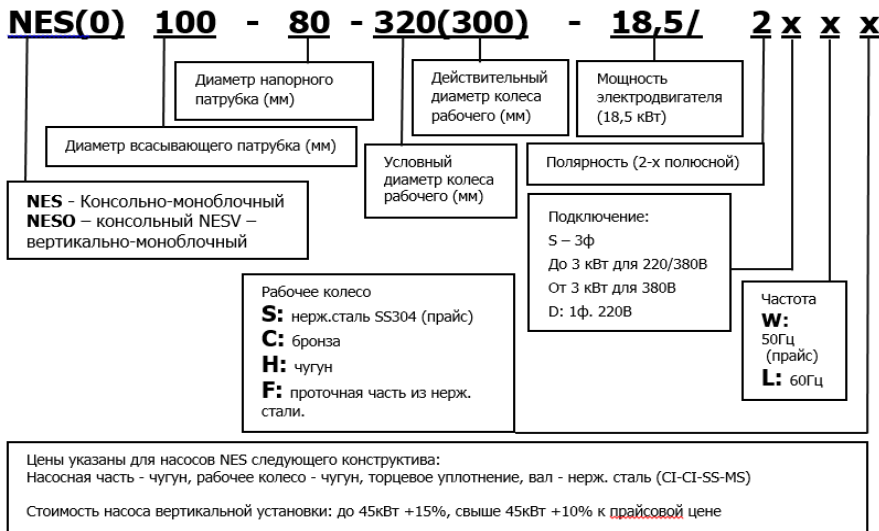 NES(0) 100 - 80 - 320(300) - 18,5/ 2 х х х
Диаметр напорного
патрубка (мм)
Действительный
диаметр колеса
рабочего (мм)
Мощность
электродвигателя
(18,5 кВт)
Диаметр всасывающего патрубка (мм)
Условный
диаметр колеса
рабочего (мм)
Полярность (2-х полюсной)
NES - Консольно-моноблочный
NESO – консольный NESV –
вертикально-моноблочный
Подключение:
S – 3ф
До 3 кВт для 220/380В
От 3 кВт для 380В
D: 1ф. 220В
Рабочее колесо
S: нерж.сталь SS304 (прайс)
C: бронза
H: чугун
F: проточная часть из нерж.
стали.
Частота
W:
50Гц
(прайс)
L: 60Гц
Цены указаны для насосов NES следующего конструктива:
Насосная часть - чугун, рабочее колесо - чугун, торцевое уплотнение, вал - нерж. сталь (CI-CI-SS-MS)
Стоимость насоса вертикальной установки: до 45кВт +15%, свыше 45кВт +10% к прайсовой цене